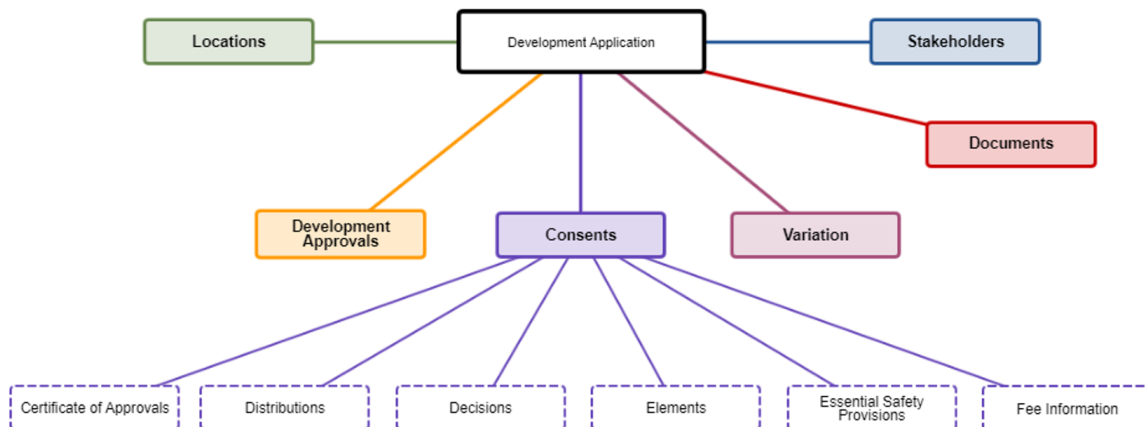 Locations
Development Application
Stakeholders
Documents
Development
Approvals
Consents
Variation
Certificate of Approvals
Distributions
Decisions
Elements
Essential Safety
Provisions
Fee Information